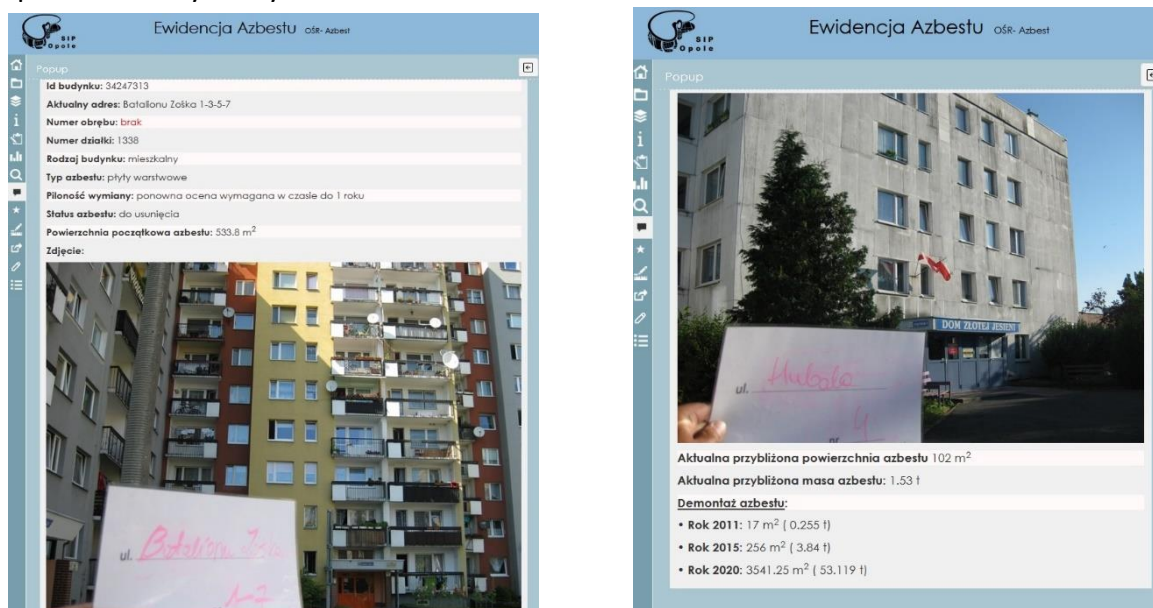 SIP
Opole
Ewidencja Azbestu OŚR- Azbest
Popup
Id budynku: 34247313
Aktualny adres: Batalionu Zośka 1-3-5-7
Numer obrębu: brak
Numer działki: 1338
Rodzaj budynku: mieszkalny
Typ azbestu: płyty warstwowe
Piloność wymiany: ponowna ocena wymagana w czasie do 1 roku
Status azbestu: do usunięcia
Powierzchnia początkowa azbestu: 533.8 m²
Zdjęcie:
ul. Batalionu
1-7
SIP
Opole
Ewidencja Azbestu OŚR- Azbest
Popup
DOM ZŁOTEJ JESIENI
ul. Hubala
nr 4
Aktualna przybliżona powierzchnia azbestu 102 m²
Aktualna przybliżona masa azbestu: 1.53 t
Demontaż azbestu:
• Rok 2011: 17 m² ( 0.255 t)
• Rok 2015: 256 m² ( 3.84 t)
• Rok 2020: 3541.25 m² ( 53.119 t)